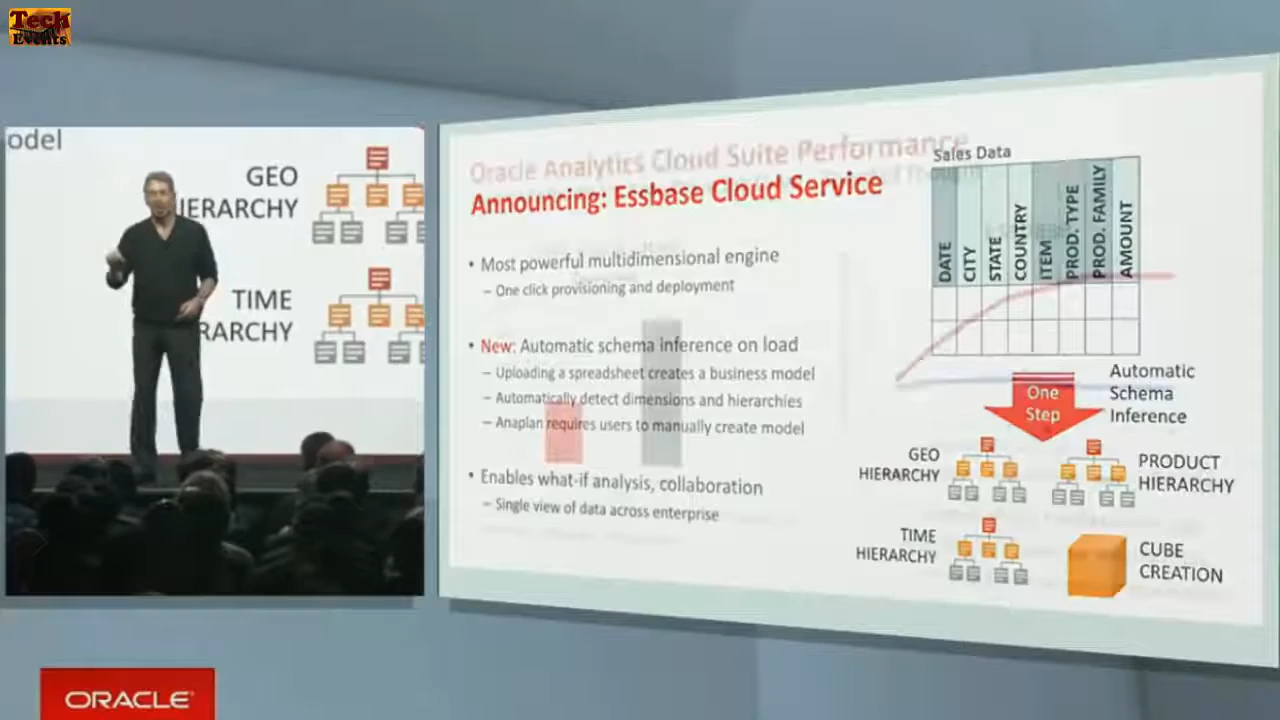 Tech
Events
odel
GEO
IERARCHY
TIME
RARCHY
Oracle Analytics Cloud Suite Performance
Announcing: Essbase Cloud Service
• Most powerful multidimensional engine
– One click provisioning and deployment
• New: Automatic schema inference on load
– Uploading a spreadsheet creates a business model
– Automatically detect dimensions and hierarchies
– Anaplan requires users to manually create model
• Enables what-if analysis, collaboration
– Single view of data across enterprise
Sales Data
DATE
CITY
STATE
COUNTRY
ITEM
PROD. TYPE
PROD. FAMILY
AMOUNT
One
Step
Automatic
Schema
Inference
GEO
HIERARCHY
PRODUCT
HIERARCHY
TIME
HIERARCHY
CUBE
CREATION
ORACLE